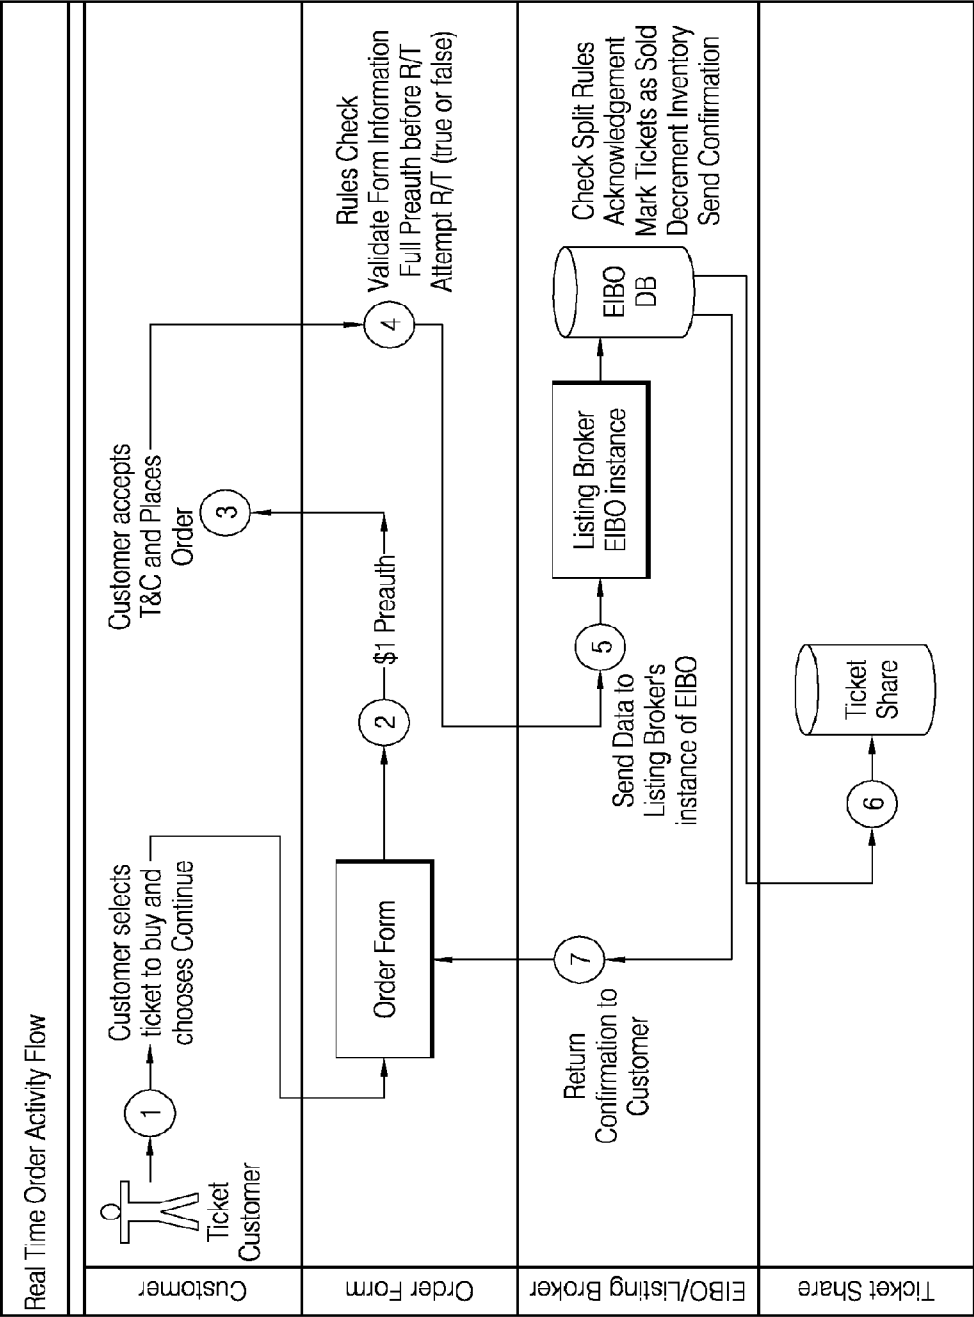 Real Time Order Activity Flow
Customer
Ticket
Customer
1
Customer selects
ticket to buy and
chooses Continue
Customer accepts
T&C and Places
Order
3
Order Form
Order Form
2
$1 Preauth
4
Rules Check
Validate Form Information
Full Preauth before R/T
Attempt R/T (true or false)
EIBO/Listing Broker
Return
Confirmation to
Customer
7
Send Data to
Listing Broker's
instance of EIBO
5
Listing Broker
EIBO instance
EIBO
DB
Check Split Rules
Acknowledgement
Mark Tickets as Sold
Decrement Inventory
Send Confirmation
Ticket Share
6
Ticket
Share